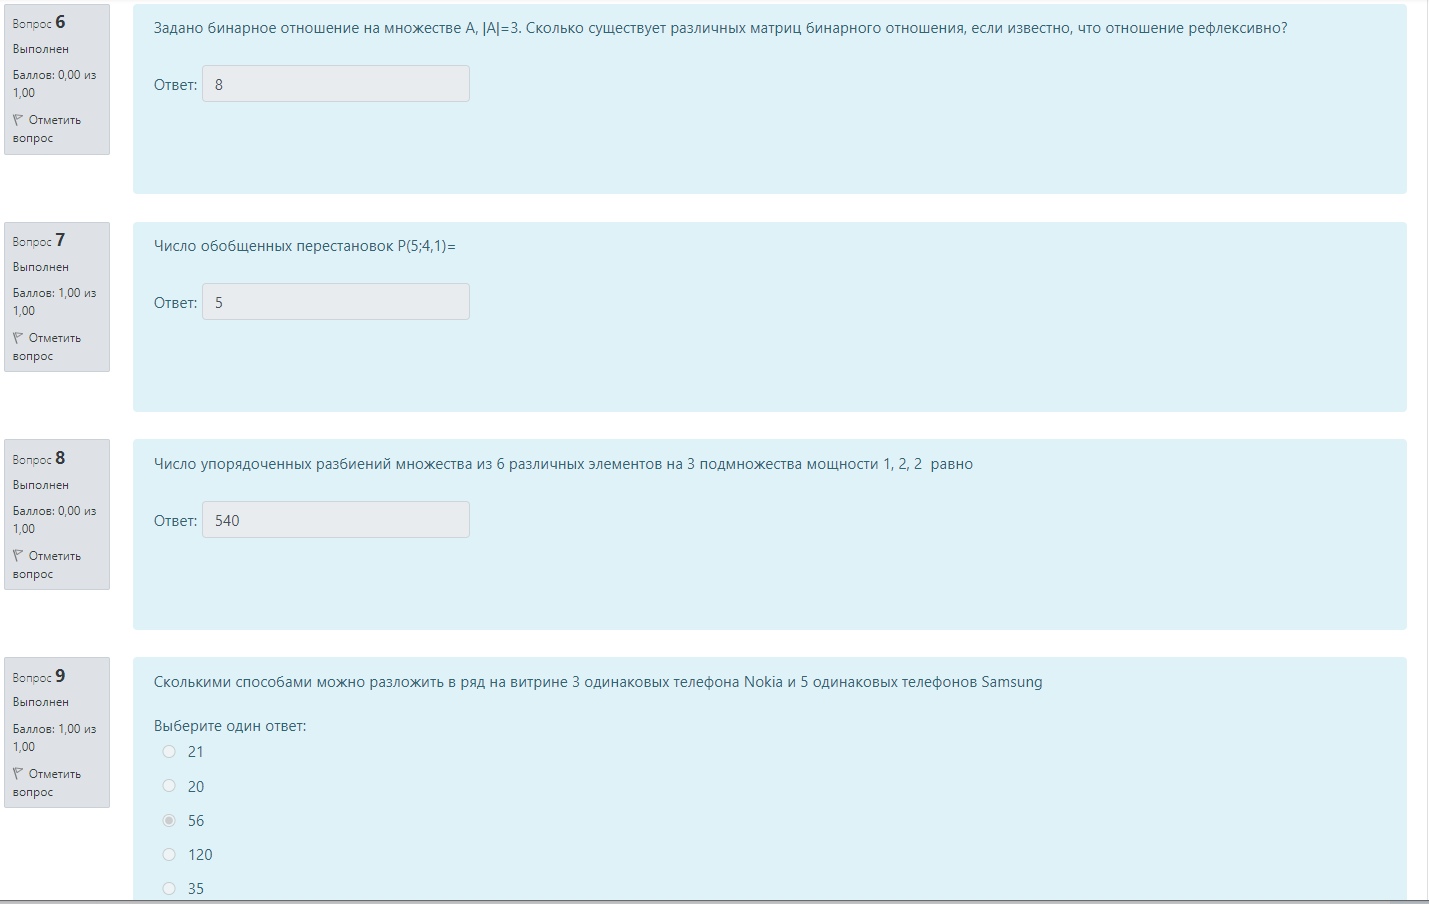 Вопрос 6
Выполнен
Баллов: 0,00 из
1,00
Отметить
вопрос
Задано бинарное отношение на множестве А, |A|=3. Сколько существует различных матриц бинарного отношения, если известно, что отношение рефлексивно?
Ответ: 8
Вопрос 7
Выполнен
Баллов: 1,00 из
1,00
Отметить
вопрос
Число обобщенных перестановок P(5;4,1)=
Ответ: 5
Вопрос 8
Выполнен
Баллов: 0,00 из
1,00
Отметить
вопрос
Число упорядоченных разбиений множества из 6 различных элементов на 3 подмножества мощности 1, 2, 2 равно
Ответ: 540
Вопрос 9
Выполнен
Баллов: 1,00 из
1,00
Отметить
вопрос
Сколькими способами можно разложить в ряд на витрине 3 одинаковых телефона Nokia и 5 одинаковых телефонов Samsung
Выберите один ответ:
21
20
56
120
35